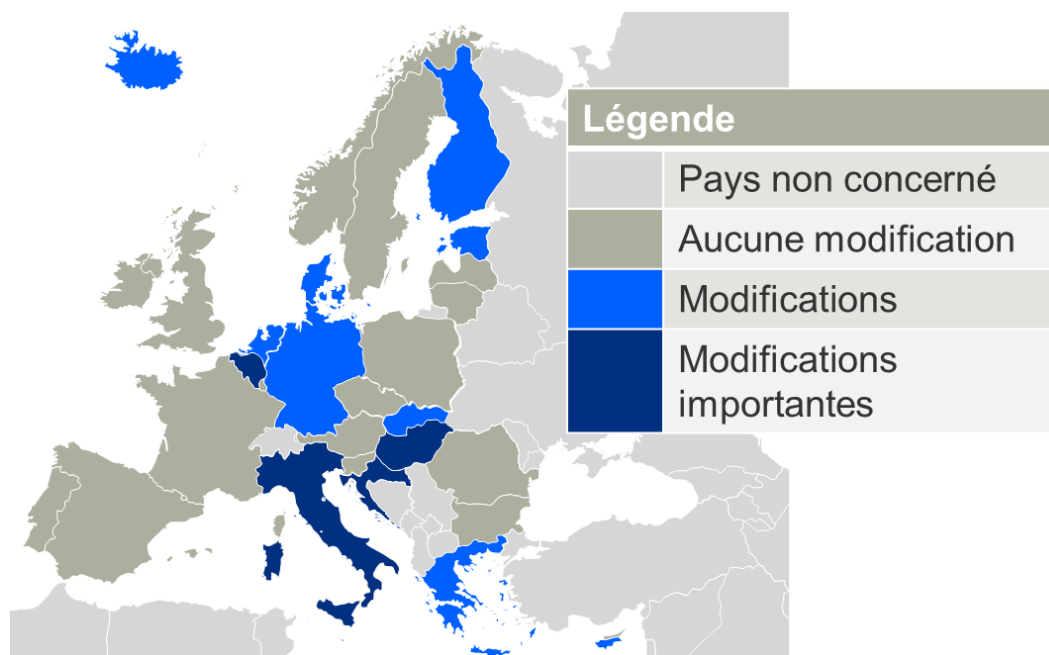 Légende
Pays non concerné
Aucune modification
Modifications
Modifications
importantes